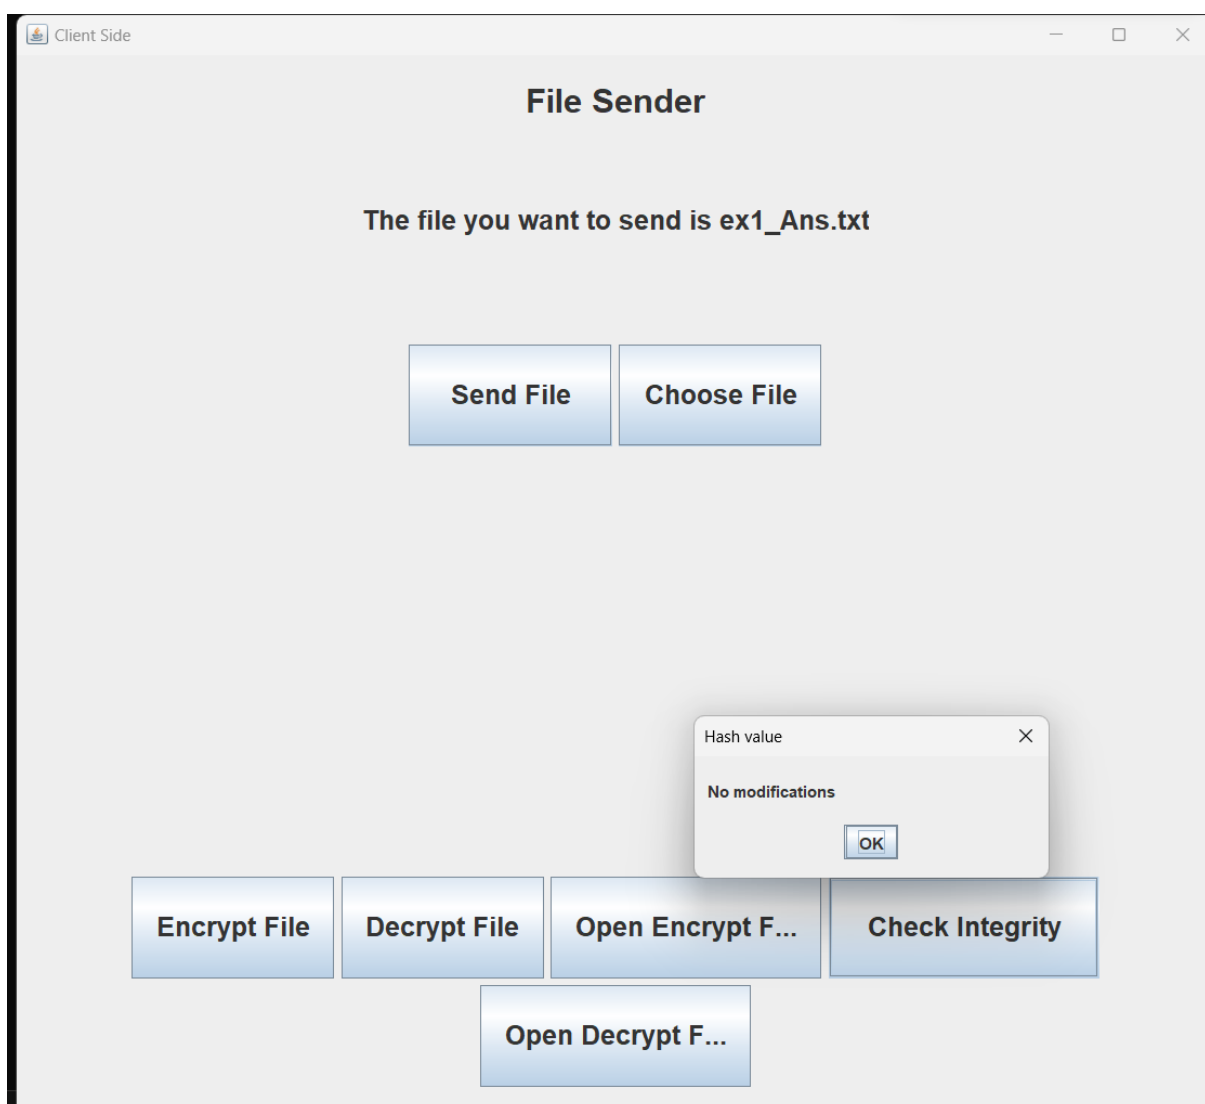 Client Side
File Sender
The file you want to send is ex1_Ans.txt
Send File
Choose File
Hash value
No modifications
OK
Encrypt File
Decrypt File
Open Encrypt F...
Check Integrity
Open Decrypt F...